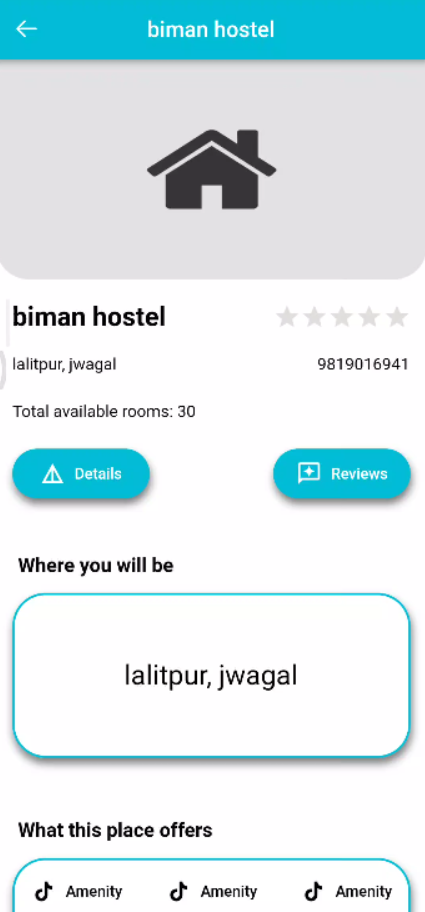 biman hostel
biman hostel
lalitpur, jwagal 9819016941
Total available rooms: 30
Details Reviews
Where you will be
lalitpur, jwagal
What this place offers
Amenity Amenity Amenity